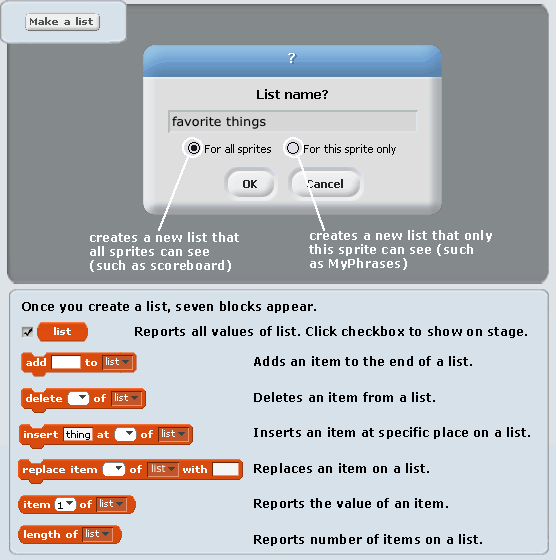 Make a list
?
List name?
favorite things
For all sprites For this sprite only
OK Cancel
creates a new list that
all sprites can see
(such as scoreboard)
creates a new list that only
this sprite can see (such
as MyPhrases)
Once you create a list, seven blocks appear.
list Reports all values of list. Click checkbox to show on stage.
add to list Adds an item to the end of a list.
delete of list Deletes an item from a list.
insert thing at of list Inserts an item at specific place on a list.
replace item of list with Replaces an item on a list.
item 1 of list Reports the value of an item.
length of list Reports number of items on a list.